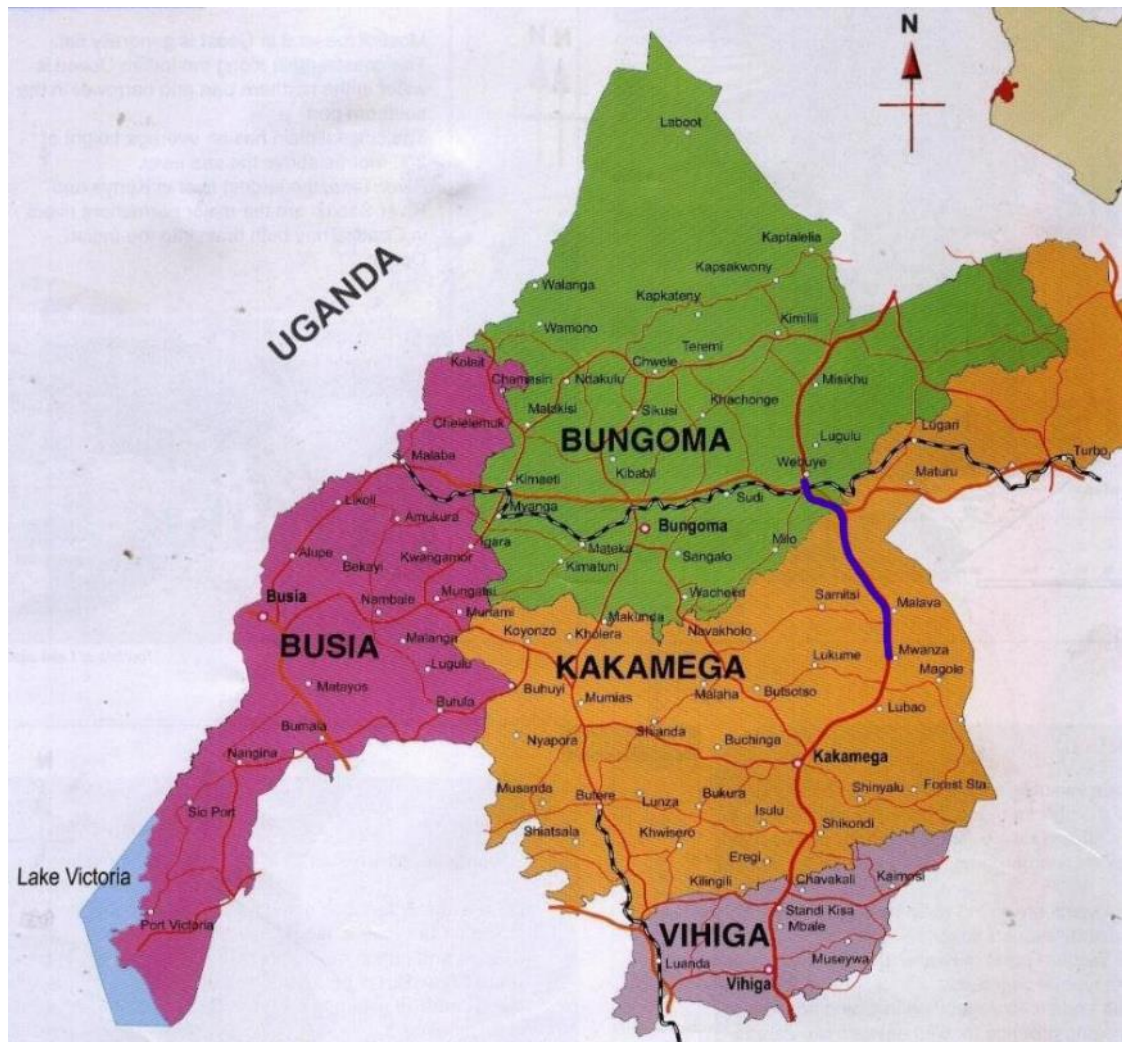 N
Laboot
Kaptalelia
Kapsakwony
Walanga
Kapkateny
UGANDA
Wamono
Kimilili
Teremi
Kolait
Chwele
Chamasiri
Ndakulu
Misikhu
Malakisi
Sikusi
Khachonge
Chelelemuk
BUNGOMA
Lugulu
Lugari
Malaba
Kibabii
Webuye
Turbo
Maturu
Kimaeti
Sudi
Likoli
Myanga
Amukura
Bungoma
Igara
Mateka
Milo
Alupe
Kwangamor
Sangalo
Bekayi
Kimatuni
Mungatsi
Wacheke
Busia
Nambale
Samitsi
Malava
Munami
Makunda
Koyonzo
Kholera
Navakholo
BUSIA
Malanga
KAKAMEGA
Lukume
Mwanza
Lugulu
Magole
Matayos
Buhuyi
Mumias
Malaha
Butsotso
Butula
Lubao
Bumala
Shianda
Nyapora
Buchinga
Nangina
Kakamega
Musanda
Bukura
Shinyalu
Forest Sta.
Sio Port
Butere
Lunza
Isulu
Shiatsala
Khwisero
Shikondi
Eregi
Lake Victoria
Kilingili
Chavakali
Kaimosi
Port Victoria
Standi Kisa
Mbale
VIHIGA
Luanda
Museywa
Vihiga